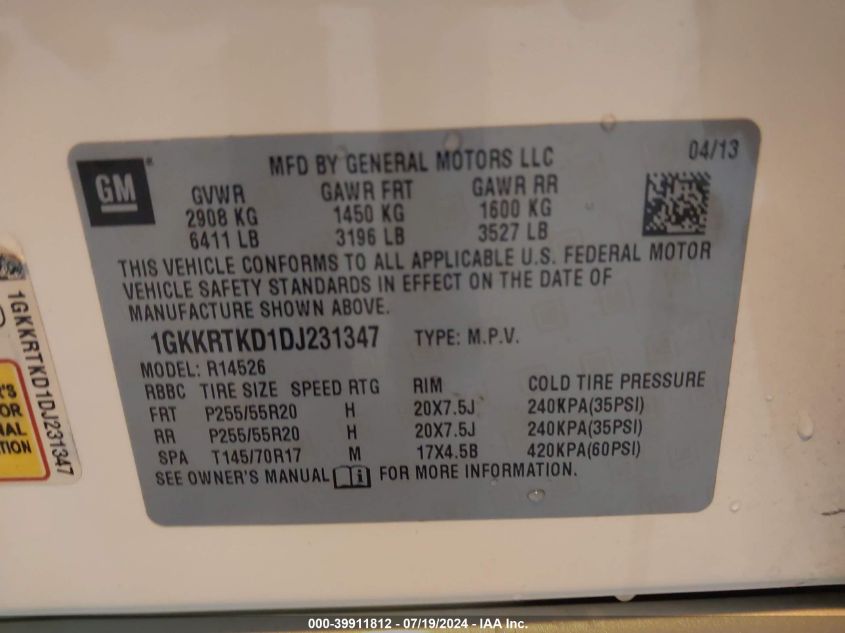 GM
MFD BY GENERAL MOTORS LLC
04/13
GVWR GAWR FRT GAWR RR
2908 KG 1450 KG 1600 KG
6411 LB 3196 LB 3527 LB
THIS VEHICLE CONFORMS TO ALL APPLICABLE U.S. FEDERAL MOTOR
VEHICLE SAFETY STANDARDS IN EFFECT ON THE DATE OF
MANUFACTURE SHOWN ABOVE.
1GKKRTKD1DJ231347 TYPE: M.P.V.
MODEL: R14526
RBBC TIRE SIZE SPEED RTG RIM COLD TIRE PRESSURE
FRT P255/55R20 H 20X7.5J 240KPA(35PSI)
RR P255/55R20 H 20X7.5J 240KPA(35PSI)
SPA T145/70R17 M 17X4.5B 420KPA(60PSI)
SEE OWNER'S MANUAL FOR MORE INFORMATION.
1GKKRTKD1DJ231347
000-39911812 - 07/19/2024 - IAA Inc.